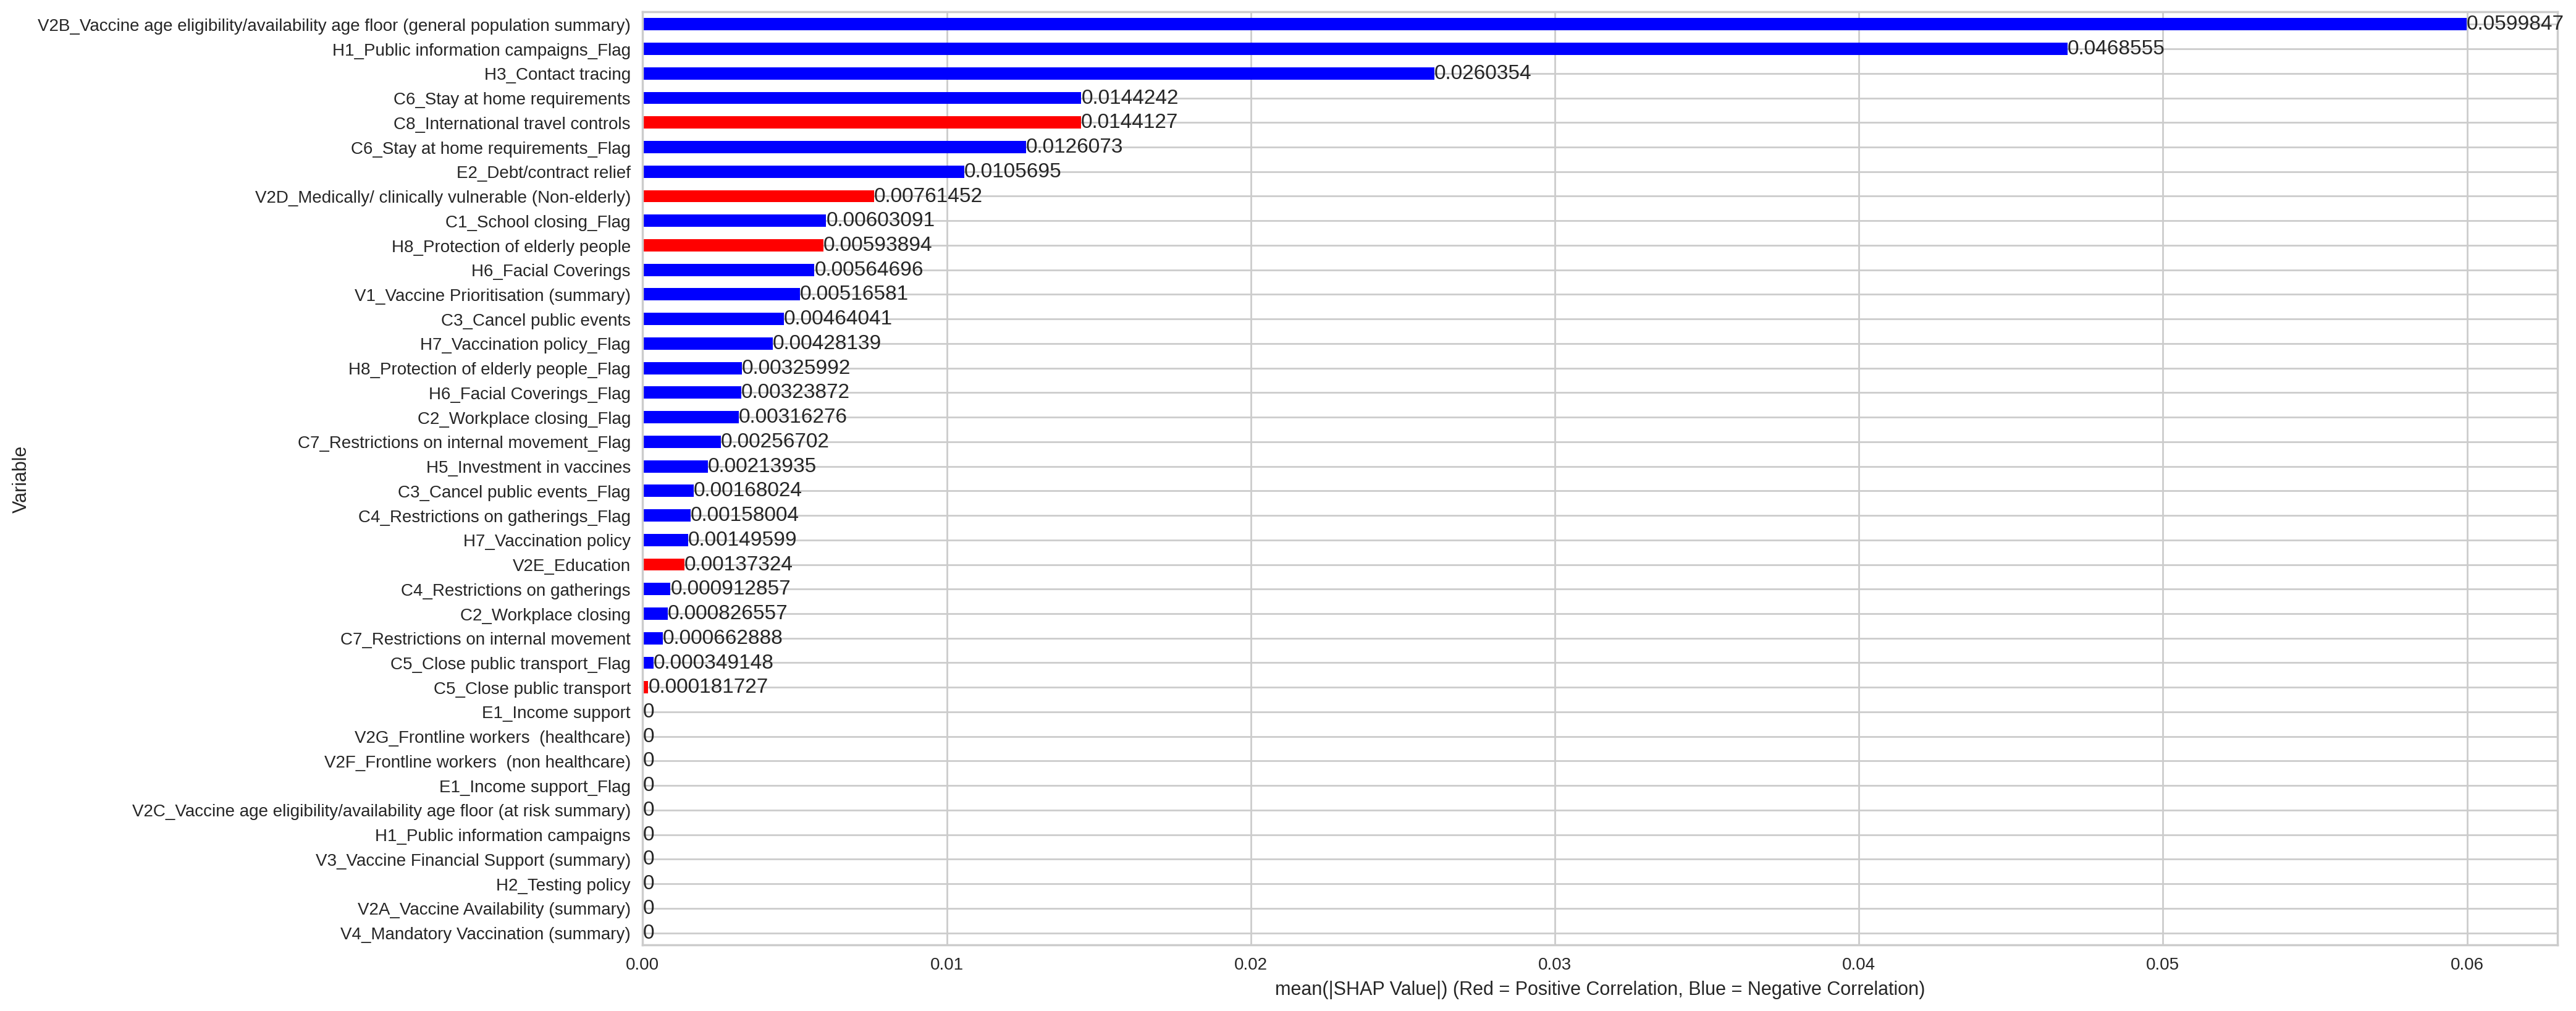 V2B_Vaccine age eligibility/availability age floor (general population summary) 0.0599847
H1_Public information campaigns_Flag 0.0468555
H3_Contact tracing 0.0260354
C6_Stay at home requirements 0.0144242
C8_International travel controls 0.0144127
C6_Stay at home requirements_Flag 0.0126073
E2_Debt/contract relief 0.0105695
V2D_Medically/ clinically vulnerable (Non-elderly) 0.00761452
C1_School closing_Flag 0.00603091
H8_Protection of elderly people 0.00593894
H6_Facial Coverings 0.00564696
V1_Vaccine Prioritisation (summary) 0.00516581
C3_Cancel public events 0.00464041
H7_Vaccination policy_Flag 0.00428139
H8_Protection of elderly people_Flag 0.00325992
H6_Facial Coverings_Flag 0.00323872
C2_Workplace closing_Flag 0.00316276
C7_Restrictions on internal movement_Flag 0.00256702
H5_Investment in vaccines 0.00213935
C3_Cancel public events_Flag 0.00168024
C4_Restrictions on gatherings_Flag 0.00158004
H7_Vaccination policy 0.00149599
V2E_Education 0.00137324
C4_Restrictions on gatherings 0.000912857
C2_Workplace closing 0.000826557
C7_Restrictions on internal movement 0.000662888
C5_Close public transport_Flag 0.000349148
C5_Close public transport 0.000181727
E1_Income support 0
V2G_Frontline workers  (healthcare) 0
V2F_Frontline workers  (non healthcare) 0
E1_Income support_Flag 0
V2C_Vaccine age eligibility/availability age floor (at risk summary) 0
H1_Public information campaigns 0
V3_Vaccine Financial Support (summary) 0
H2_Testing policy 0
V2A_Vaccine Availability (summary) 0
V4_Mandatory Vaccination (summary) 0
Variable
0.00 0.01 0.02 0.03 0.04 0.05 0.06
mean(|SHAP Value|) (Red = Positive Correlation, Blue = Negative Correlation)